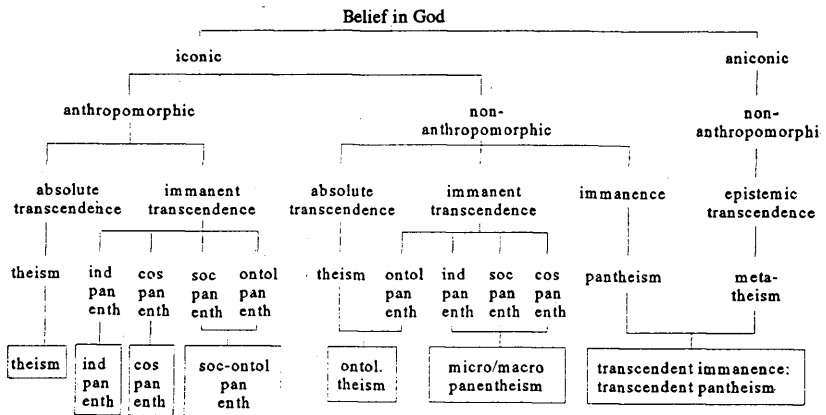 Belief in God
iconic
aniconic
anthropomorphic
non-
anthropomorphic
non-
anthropomorphi
absolute
transcendence
immanent
transcendence
absolute
transcendence
immanent
transcendence
immanence
epistemic
transcendence
theism
ind
pan
enth
cos
pan
enth
soc
pan
enth
ontol
pan
enth
theism
ontol
pan
enth
ind
pan
enth
soc
pan
enth
cos
pan
enth
pantheism
meta-
theism
theism
ind
pan
enth
cos
pan
enth
soc-ontol
pan
enth
ontol.
theism
micro/macro
panentheism
transcendent immanence:
transcendent pantheism